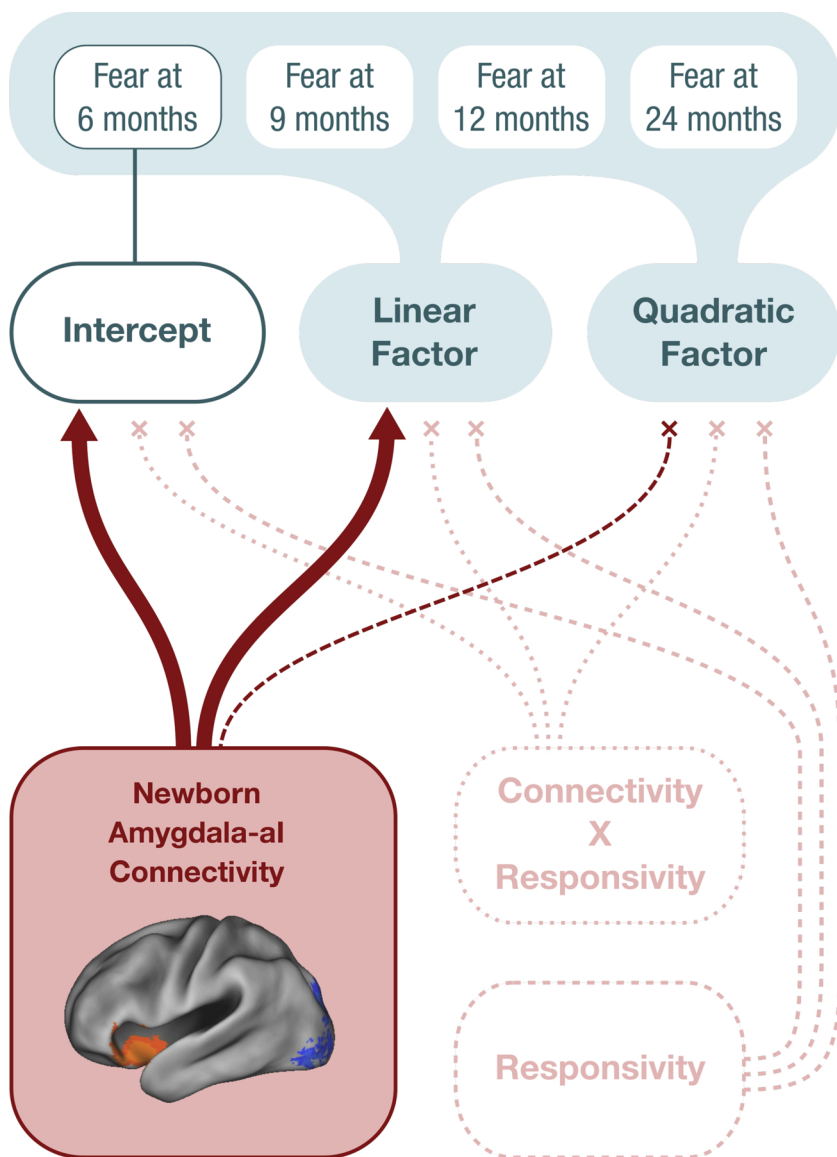 Fear at
6 months
Fear at
9 months
Fear at
12 months
Fear at
24 months
Intercept
Linear
Factor
Quadratic
Factor
Newborn
Amygdala-al
Connectivity
Connectivity
X
Responsivity
Responsivity